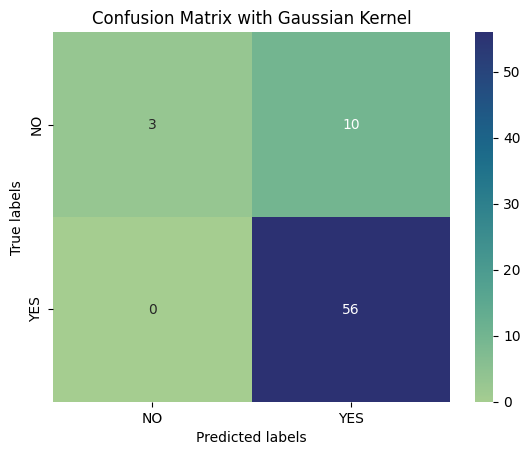 Confusion Matrix with Gaussian Kernel
True labels
NO
YES
3
10
0
56
NO
YES
Predicted labels
50
40
30
20
10
0